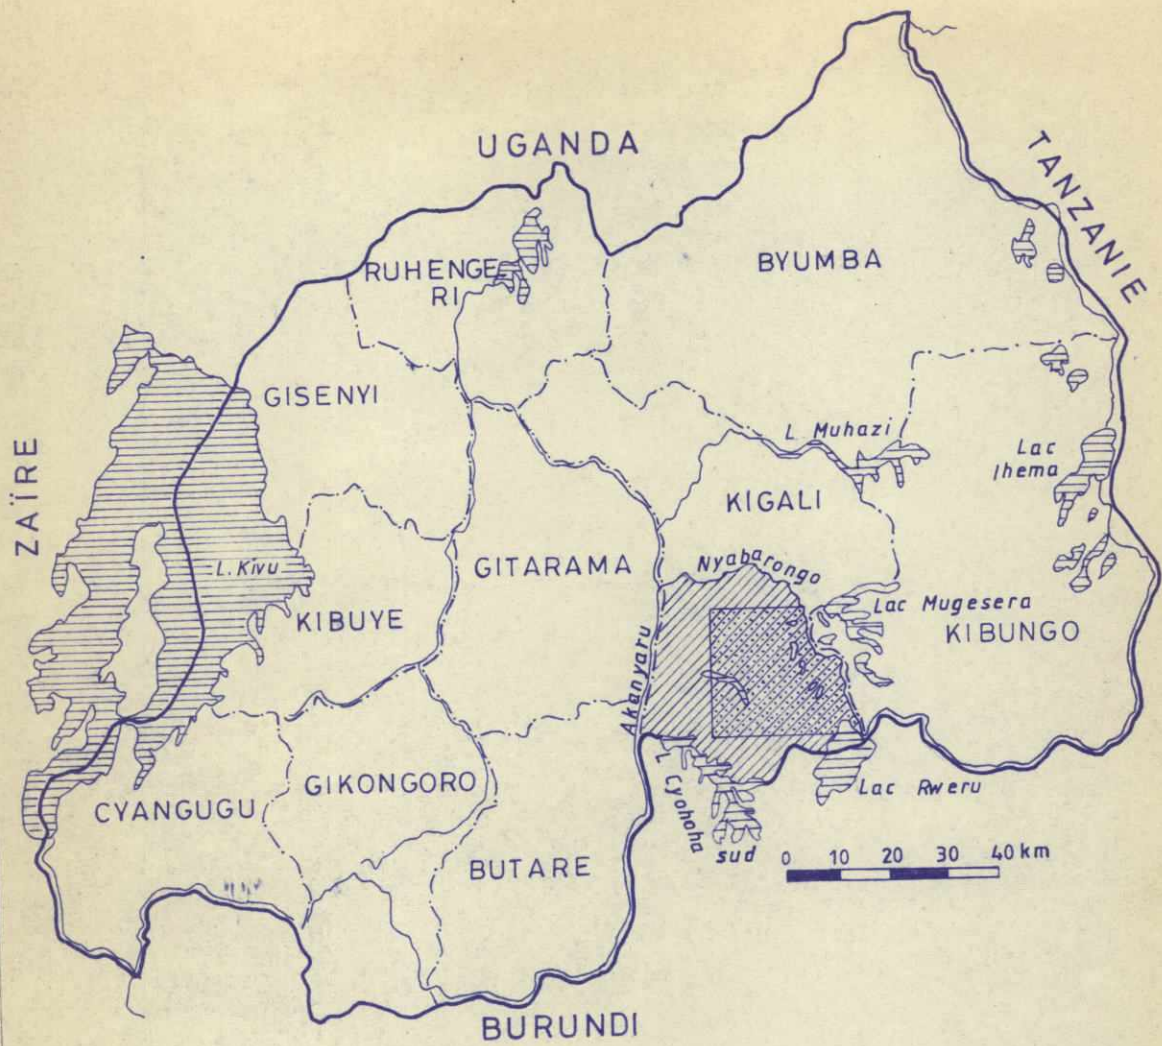 UGANDA
TANZANIE
RUHENGE
RI
BYUMBA
GISENYI
ZAÏRE
L. Muhazi
Lac
Ihema
KIGALI
L. Kivu
GITARAMA
Nyabarongo
KIBUYE
Lac Mugesera
KIBUNGO
Akanyaru
GIKONGORO
CYANGUGU
L Cyohoha
sud
Lac Rweru
BUTARE
0 10 20 30 40 km
BURUNDI